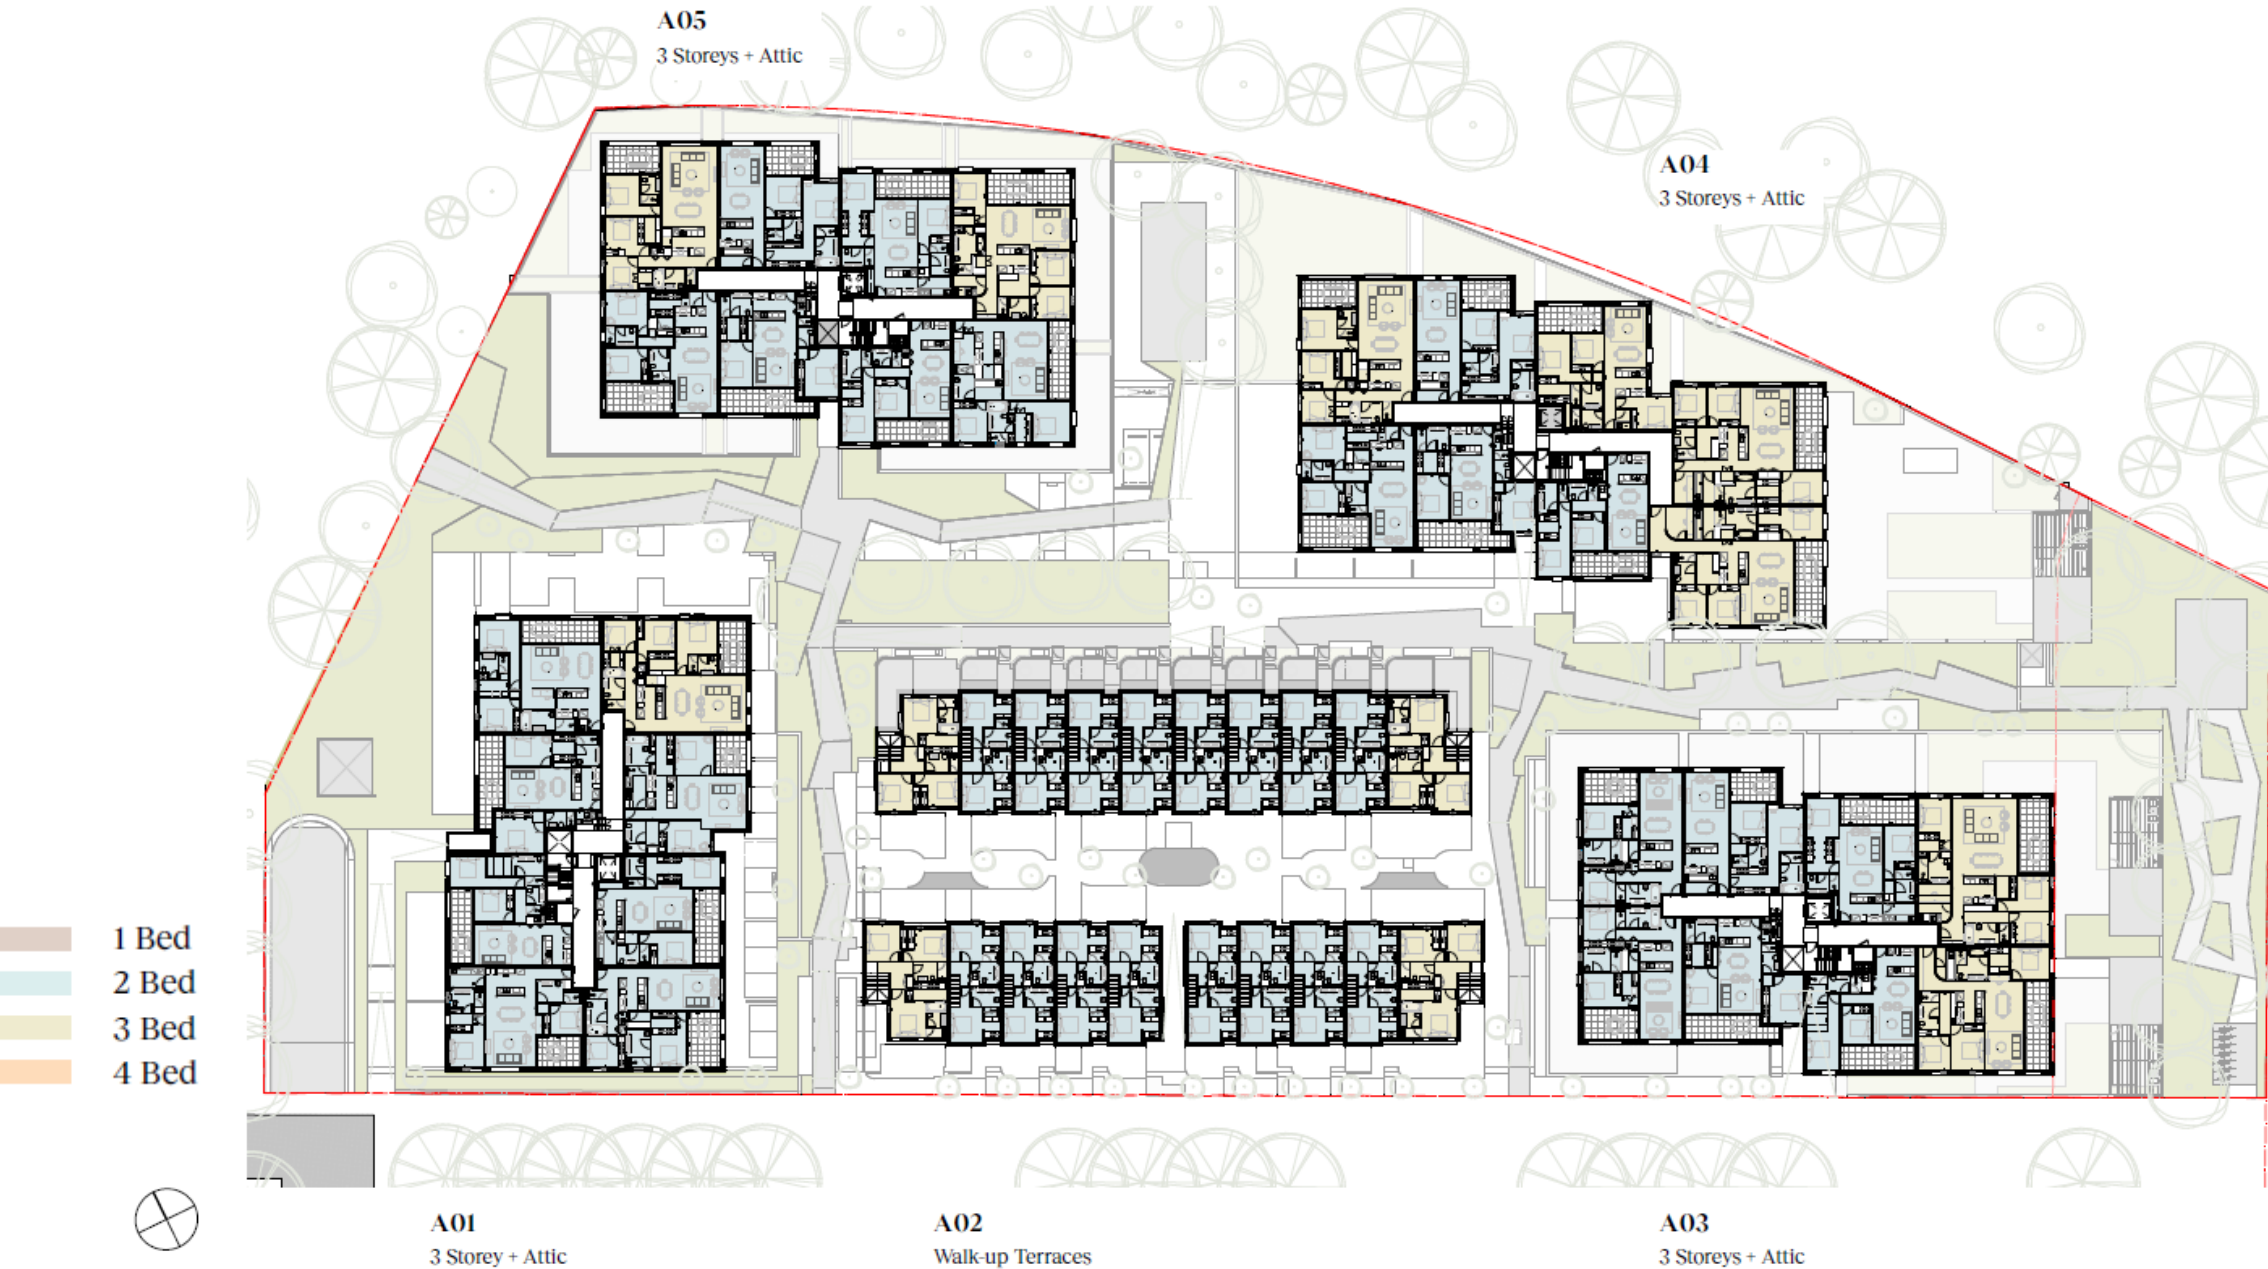 A05
3 Storeys + Attic
A04
3 Storeys + Attic
1 Bed
2 Bed
3 Bed
4 Bed
A01
3 Storey + Attic
A02
Walk-up Terraces
A03
3 Storeys + Attic